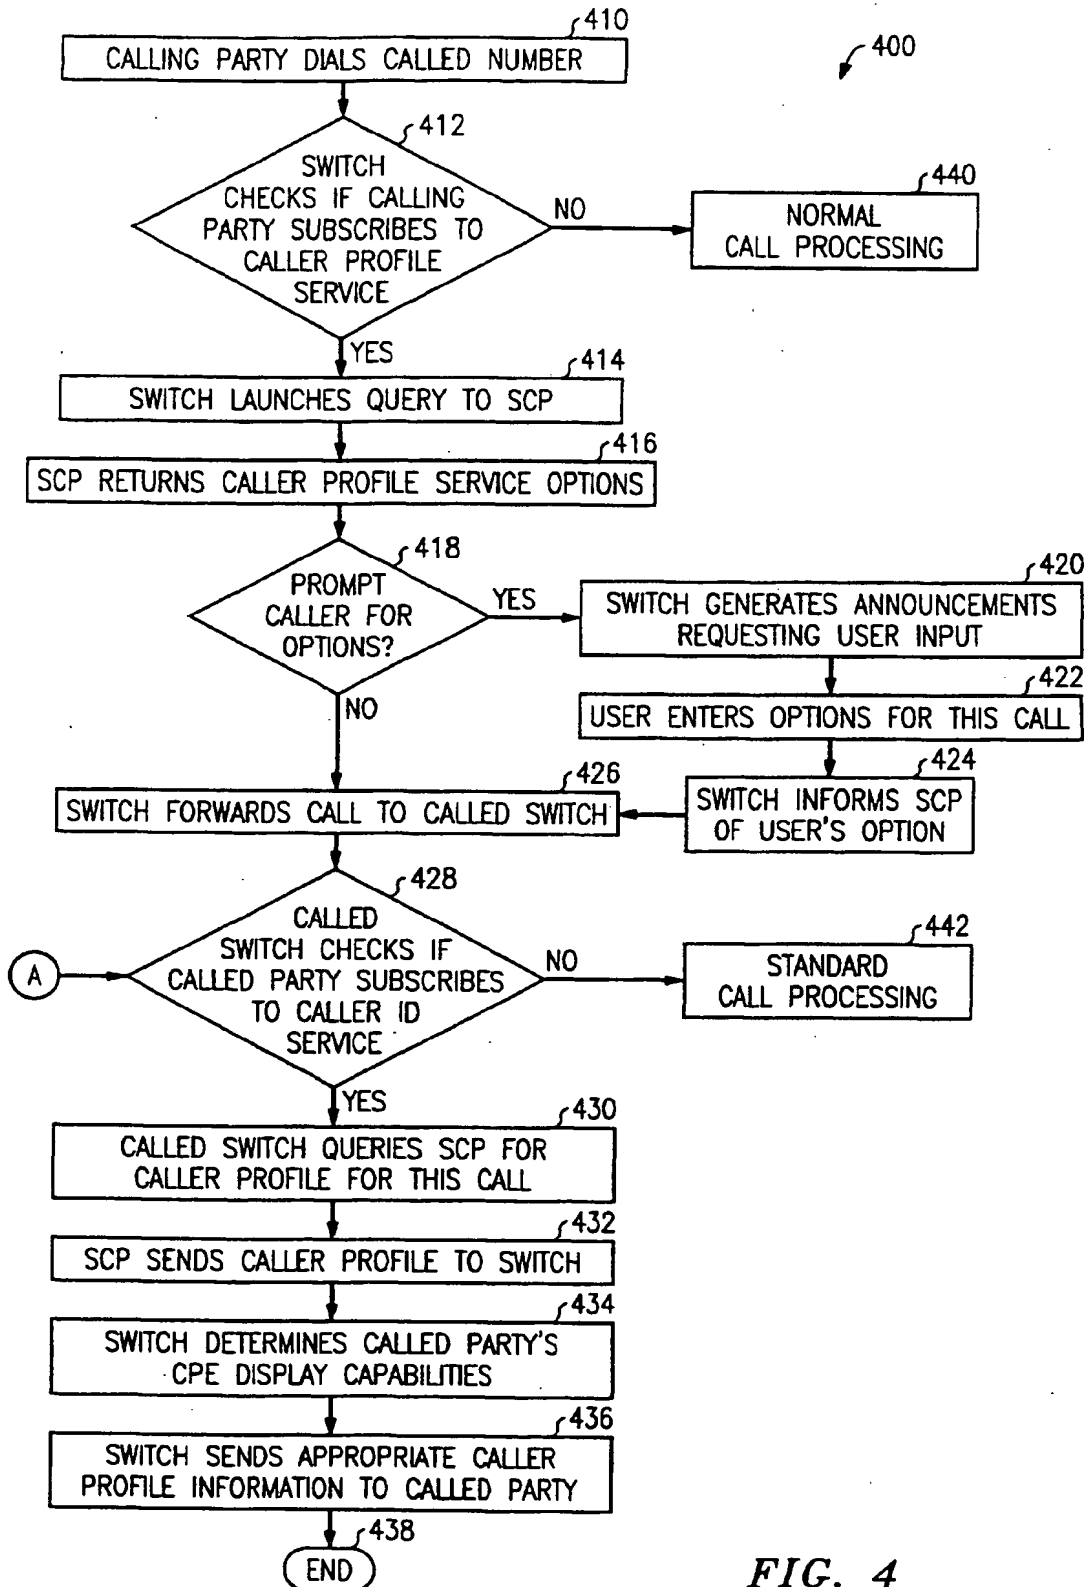 410
400
CALLING PARTY DIALS CALLED NUMBER
412
SWITCH
CHECKS IF CALLING
PARTY SUBSCRIBES TO
CALLER PROFILE
SERVICE
NO
440
NORMAL
CALL PROCESSING
YES
414
SWITCH LAUNCHES QUERY TO SCP
416
SCP RETURNS CALLER PROFILE SERVICE OPTIONS
418
PROMPT
CALLER FOR
OPTIONS?
YES
420
SWITCH GENERATES ANNOUNCEMENTS
REQUESTING USER INPUT
422
USER ENTERS OPTIONS FOR THIS CALL
424
SWITCH INFORMS SCP
OF USER'S OPTION
NO
426
SWITCH FORWARDS CALL TO CALLED SWITCH
428
CALLED
SWITCH CHECKS IF
CALLED PARTY SUBSCRIBES
TO CALLER ID
SERVICE
A
NO
442
STANDARD
CALL PROCESSING
YES
430
CALLED SWITCH QUERIES SCP FOR
CALLER PROFILE FOR THIS CALL
432
SCP SENDS CALLER PROFILE TO SWITCH
434
SWITCH DETERMINES CALLED PARTY'S
CPE DISPLAY CAPABILITIES
436
SWITCH SENDS APPROPRIATE CALLER
PROFILE INFORMATION TO CALLED PARTY
438
END
FIG. 4